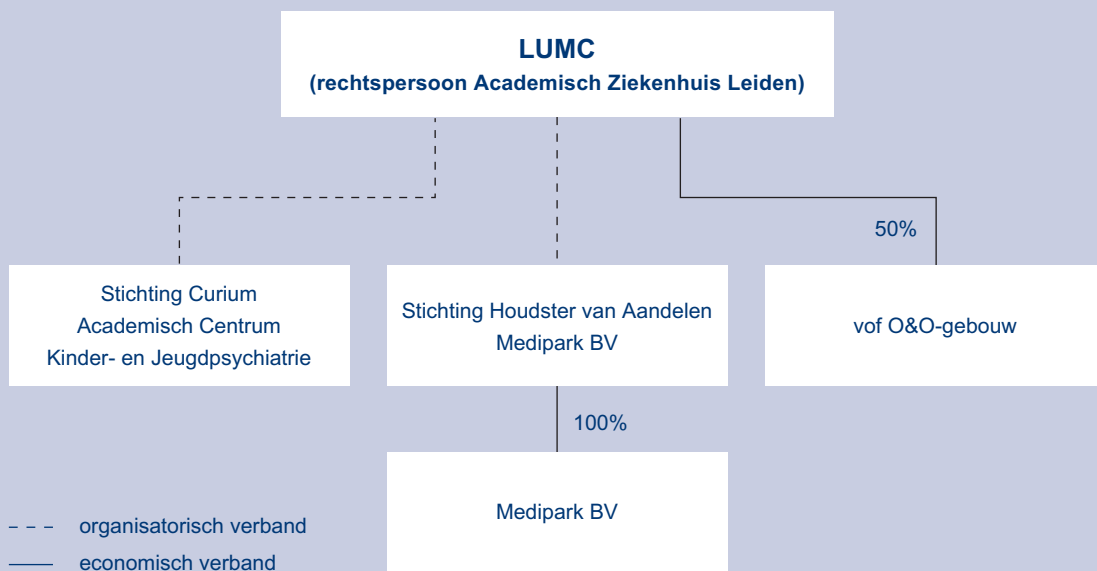 LUMC
(rechtspersoon Academisch Ziekenhuis Leiden)
50%
Stichting Curium
Academisch Centrum
Kinder- en Jeugdpsychiatrie
Stichting Houdster van Aandelen
Medipark BV
vof O&O-gebouw
100%
Medipark BV
organisatorisch verband
economisch verband